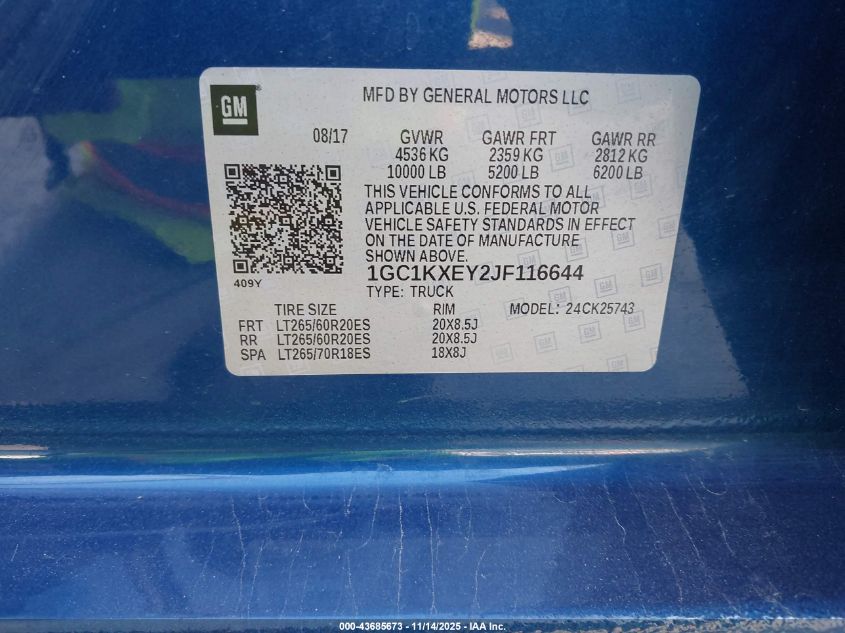 GM
MFD BY GENERAL MOTORS LLC
08/17 GVWR GAWR FRT GAWR RR
4536 KG 2359 KG 2812 KG
10000 LB 5200 LB 6200 LB
THIS VEHICLE CONFORMS TO ALL
APPLICABLE U.S. FEDERAL MOTOR
VEHICLE SAFETY STANDARDS IN EFFECT
ON THE DATE OF MANUFACTURE
SHOWN ABOVE.
409Y
1GC1KXEY2JF116644
TYPE: TRUCK
TIRE SIZE RIM MODEL: 24CK25743
FRT LT265/60R20ES 20X8.5J
RR LT265/60R20ES 20X8.5J
SPA LT265/70R18ES 18X8J
000-43685673 - 11/14/2025 - IAA Inc.